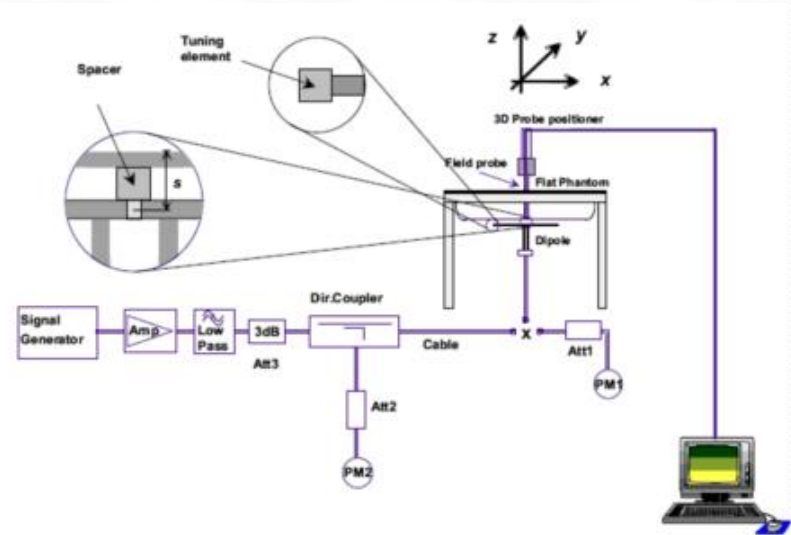 Tuning
element
Spacer
s
z
y
x
3D Probe positioner
Field probe
Flat Phantom
Dipole
Dir.Coupler
Signal
Generator
Amp
Low
Pass
3dB
Att3
Cable
X
Att1
PM1
Att2
PM2